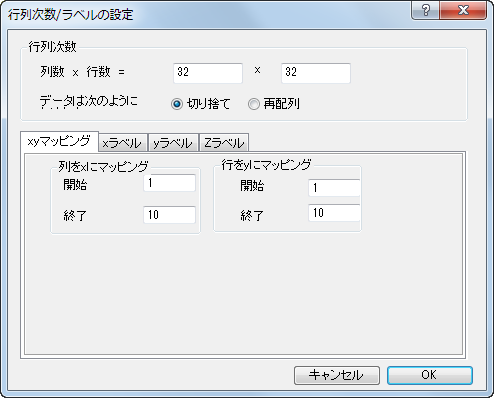 行列次数/ラベルの設定
行列次数
列数 x 行数 = 32 x 32
データは次のように 切り捨て 再配列
xyマッピング xラベル yラベル Zラベル
列をxにマッピング 行をyにマッピング
開始 1 開始 1
終了 10 終了 10
キャンセル OK